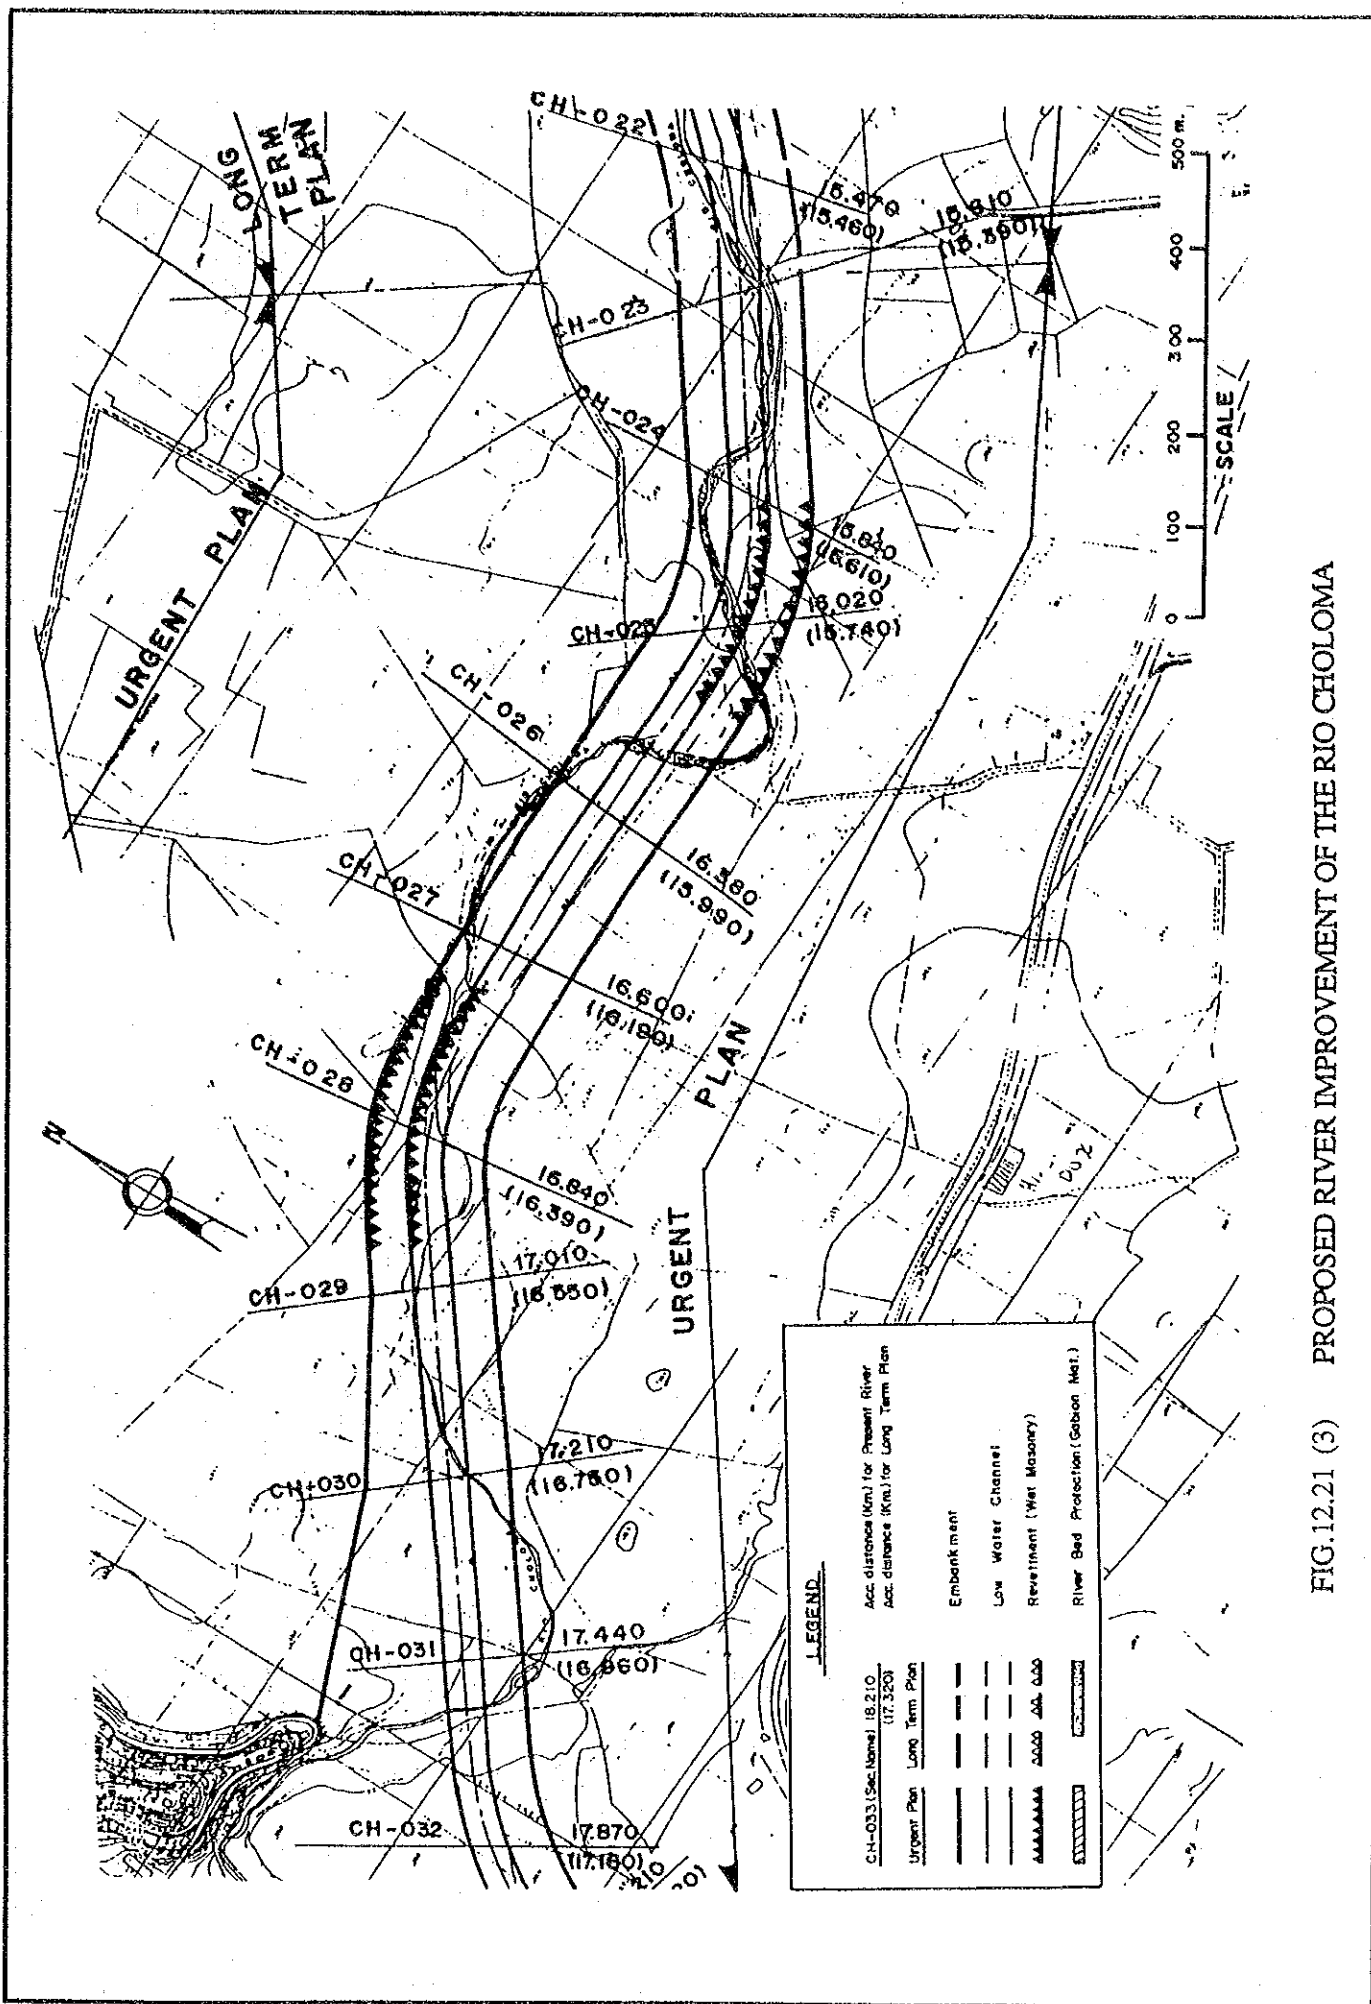 LONG
TERM
PLAN
URGENT PLAN
CH-022
15.470
(15.460)
CH-023
15.610
(15.590)
CH-024
15.840
(15.610)
CH-025
16.020
(15.740)
CH-026
16.380
(15.990)
CH-027
16.600
(16.190)
CH-028
16.840
(16.390)
CH-029
17.010
(16.550)
CH-030
17.210
(16.750)
CH-031
17.440
(16.960)
CH-032
17.870
(17.160)
N
URGENT PLAN
0 100 200 300 400 500 m.
SCALE
LEGEND
CH-033 (Sec.Name) 18.210 Acc. distance (Km.) for Present River
(17.320) Acc. distance (Km.) for Long Term Plan
Urgent Plan Long Term Plan
Embankment
Low Water Channel
Revetment (Wet Masonry)
River Bed Protection (Gabion Mat.)
FIG.12.21 (3) PROPOSED RIVER IMPROVEMENT OF THE RIO CHOLOMA